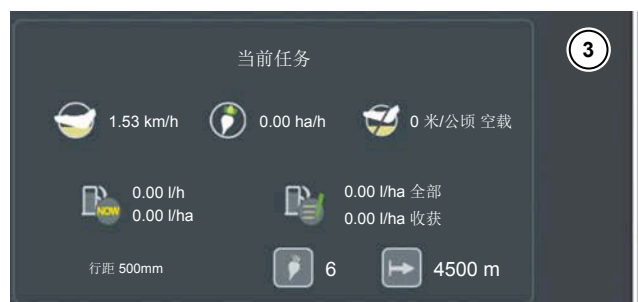 当前任务
3
1.53 km/h 0.00 ha/h 0 米/公顷 空载
0.00 l/h 0.00 l/ha 全部
NOW 0.00 l/ha 0.00 l/ha 收获
行距 500mm 6 4500 m